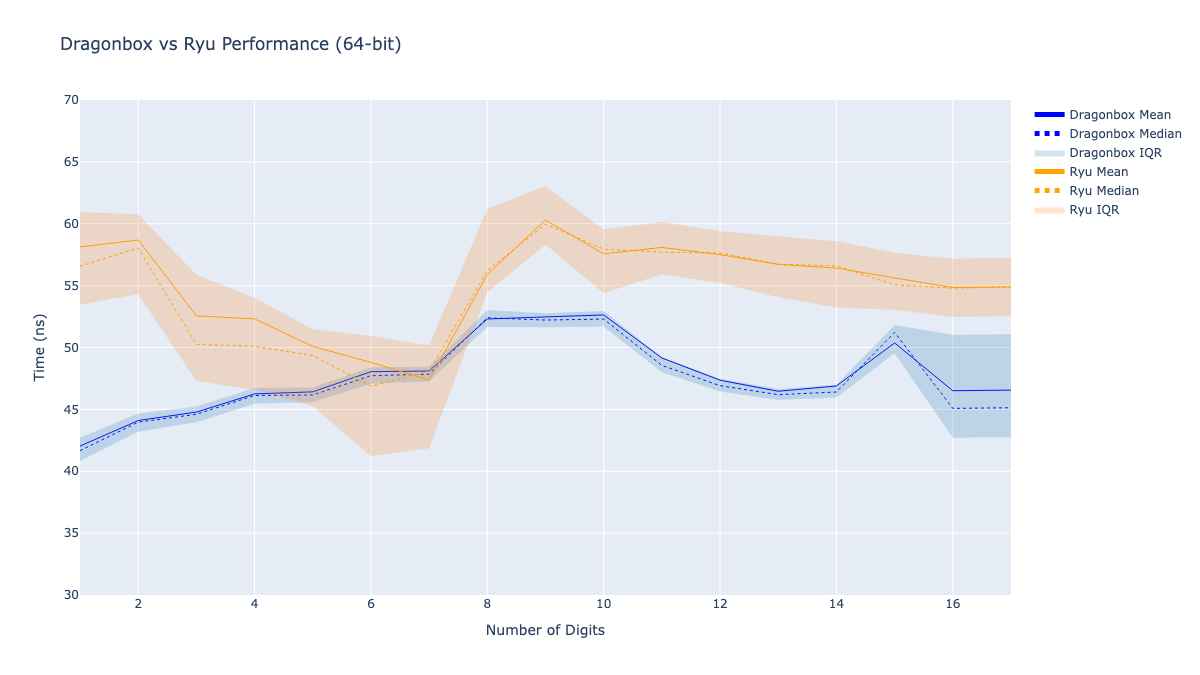 Dragonbox vs Ryu Performance (64-bit)
70
65
60
55
50
45
40
35
30
Time (ns)
2
4
6
8
10
12
14
16
Number of Digits
Dragonbox Mean
Dragonbox Median
Dragonbox IQR
Ryu Mean
Ryu Median
Ryu IQR